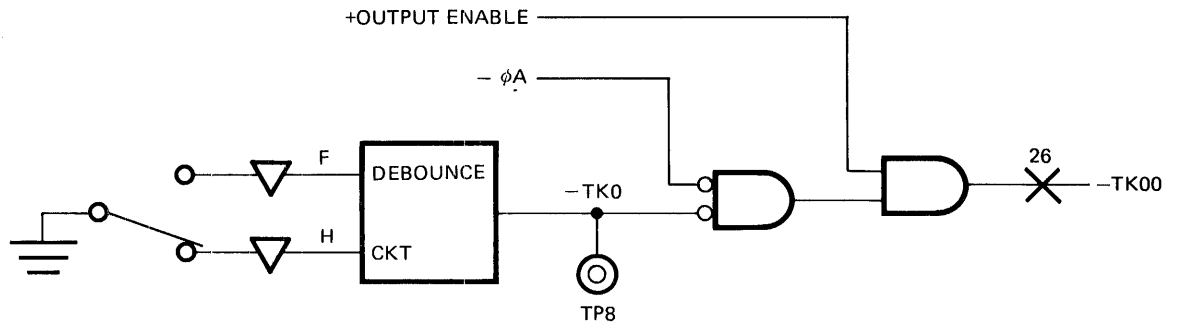 +OUTPUT ENABLE
– ϕA
F
DEBOUNCE
H
CKT
–TK0
TP8
26
–TK00